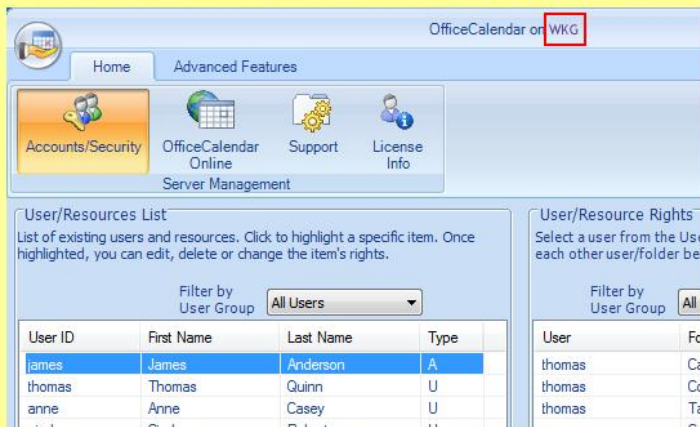 OfficeCalendar on WKG
Home Advanced Features
Accounts/Security OfficeCalendar Online Support License Info
Server Management
User/Resources List
List of existing users and resources. Click to highlight a specific item. Once
highlighted, you can edit, delete or change the item's rights.
Filter by
User Group All Users
User ID First Name Last Name Type
james James Anderson A
thomas Thomas Quinn U
anne Anne Casey U
User/Resource Rights
Select a user from the
each other user/folder
Filter by
User Group All
User
thomas
thomas
thomas